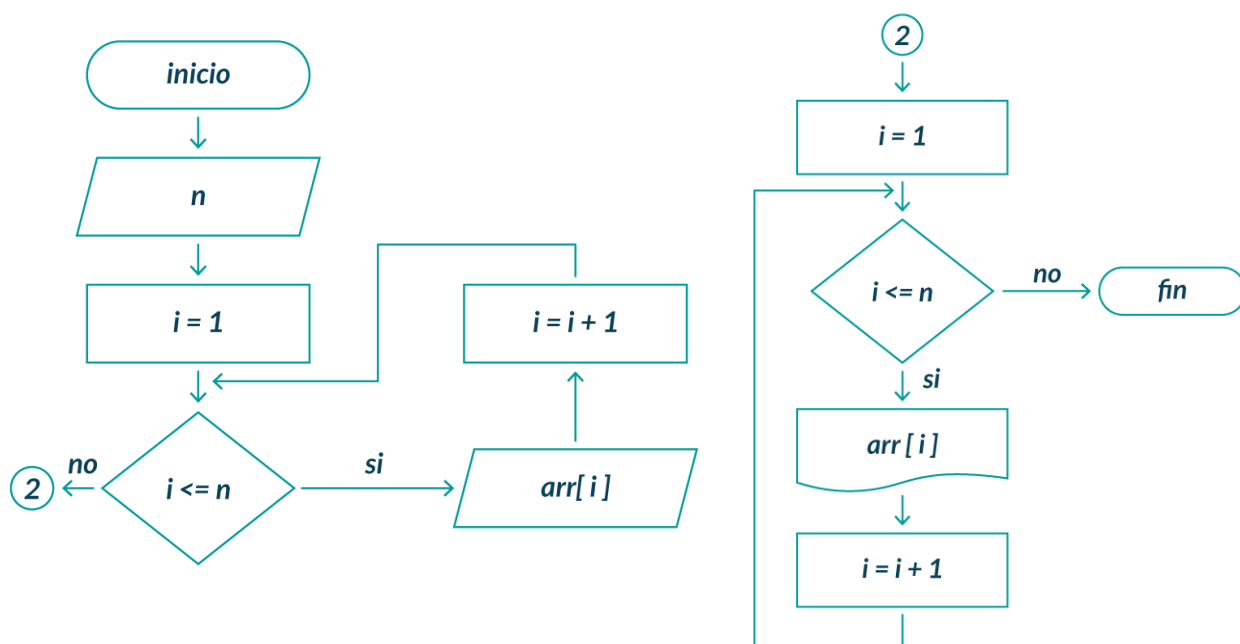 inicio
n
i = 1
i = i + 1
i <= n
no
si
2
arr[ i ]
2
i = 1
i <= n
no
fin
si
arr [ i ]
i = i + 1